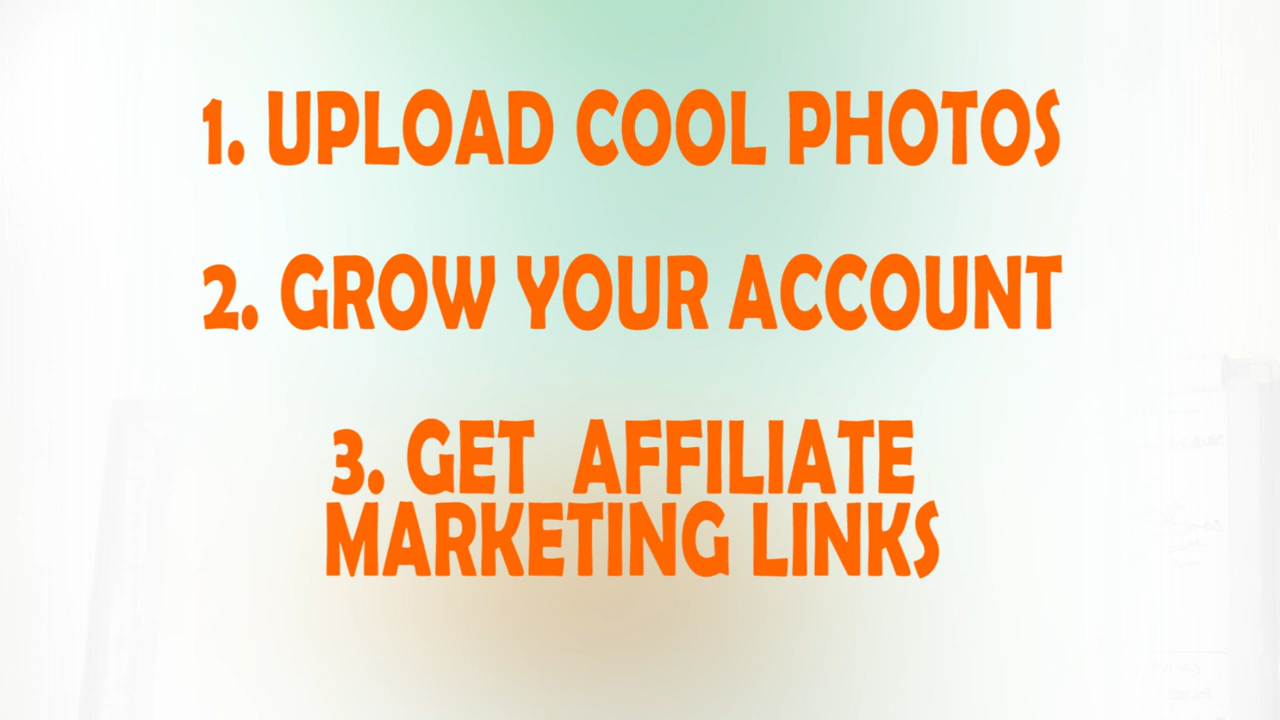 1. UPLOAD COOL PHOTOS
2. GROW YOUR ACCOUNT
3. GET AFFILIATE
MARKETING LINKS